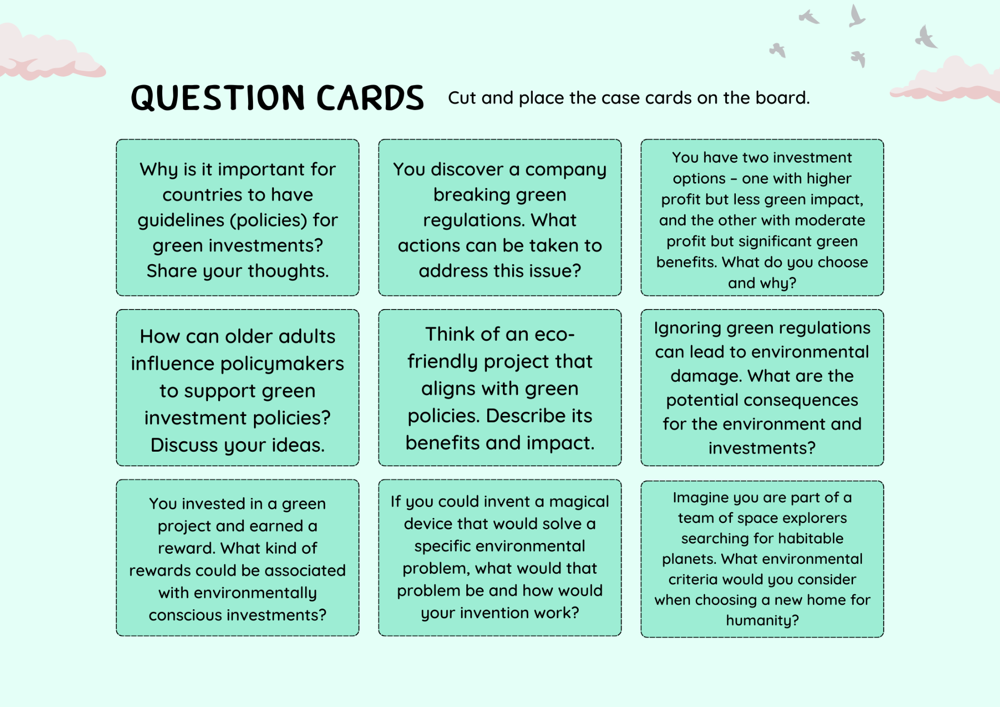 QUESTION CARDS
Cut and place the case cards on the board.
Why is it important for
countries to have
guidelines (policies) for
green investments?
Share your thoughts.
You discover a company
breaking green
regulations. What
actions can be taken to
address this issue?
You have two investment
options – one with higher
profit but less green impact,
and the other with moderate
profit but significant green
benefits. What do you choose
and why?
How can older adults
influence policymakers
to support green
investment policies?
Discuss your ideas.
Think of an eco-
friendly project that
aligns with green
policies. Describe its
benefits and impact.
Ignoring green regulations
can lead to environmental
damage. What are the
potential consequences
for the environment and
investments?
You invested in a green
project and earned a
reward. What kind of
rewards could be associated
with environmentally
conscious investments?
If you could invent a magical
device that would solve a
specific environmental
problem, what would that
problem be and how would
your invention work?
Imagine you are part of a
team of space explorers
searching for habitable
planets. What environmental
criteria would you consider
when choosing a new home for
humanity?